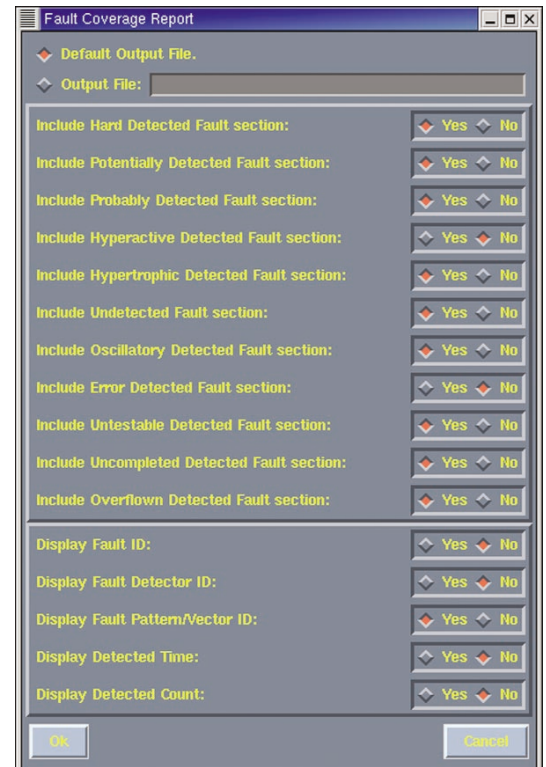 Fault Coverage Report
Default Output File.
Output File:
Include Hard Detected Fault section: Yes No
Include Potentially Detected Fault section: Yes No
Include Probably Detected Fault section: Yes No
Include Hyperactive Detected Fault section: Yes No
Include Hypertrophic Detected Fault section: Yes No
Include Undetected Fault section: Yes No
Include Oscillatory Detected Fault section: Yes No
Include Error Detected Fault section: Yes No
Include Untestable Detected Fault section: Yes No
Include Uncompleted Detected Fault section: Yes No
Include Overflown Detected Fault section: Yes No
Display Fault ID: Yes No
Display Fault Detector ID: Yes No
Display Fault Pattern/Vector ID: Yes No
Display Detected Time: Yes No
Display Detected Count: Yes No
Ok Cancel